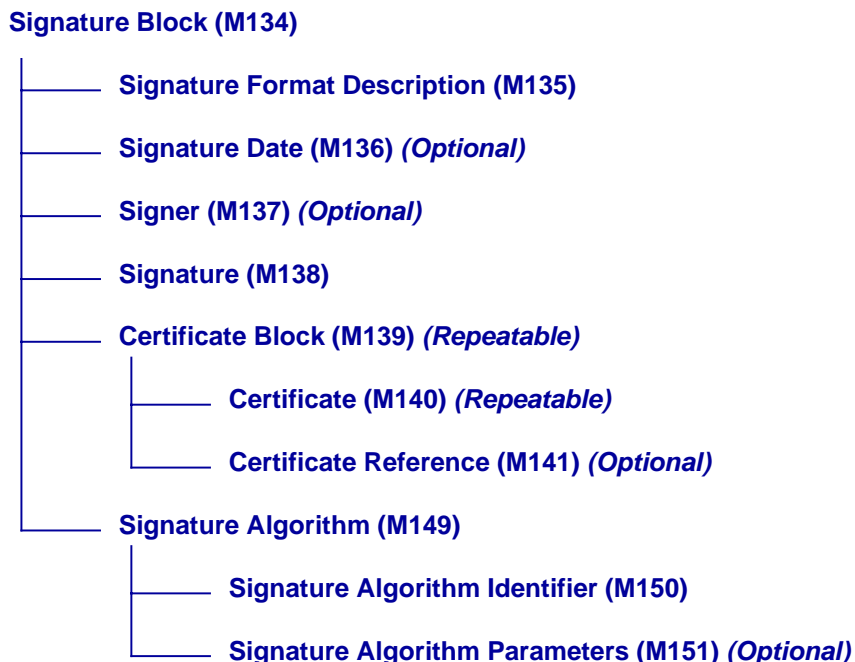 Signature Block (M134)
Signature Format Description (M135)
Signature Date (M136) (Optional)
Signer (M137) (Optional)
Signature (M138)
Certificate Block (M139) (Repeatable)
Certificate (M140) (Repeatable)
Certificate Reference (M141) (Optional)
Signature Algorithm (M149)
Signature Algorithm Identifier (M150)
Signature Algorithm Parameters (M151) (Optional)